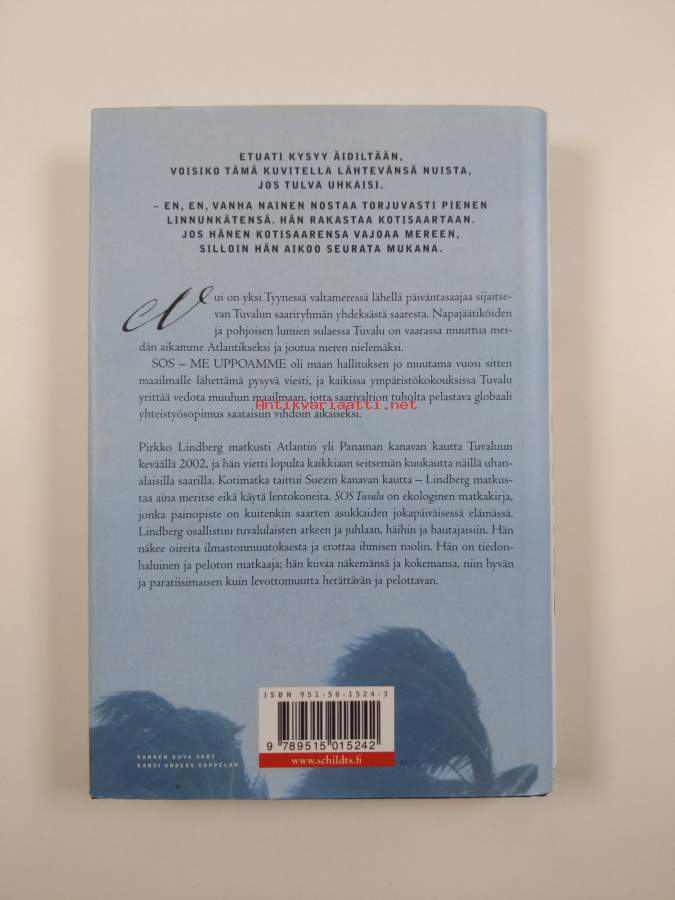 ETUATI KYSYY ÄIDILTÄÄN,
VOISIKO TÄMÄ KUVITELLA LÄHTEVÄNSÄ NUISTA,
JOS TULVA UHKAISI.
– EN, EN, VANHA NAINEN NOSTAA TORJUVASTI PIENEN
LINNUNKÄTENSÄ. HÄN RAKASTAA KOTISAARTAAN.
JOS HÄNEN KOTISAARENSA VAJOAA MEREEN,
SILLOIN HÄN AIKOO SEURATA MUKANA.
Nui on yksi Tyynessä valtameressä lähellä päiväntasaajaa sijaitse-
van Tuvalun saariryhmän yhdeksästä saaresta. Napajäätiköiden
ja pohjoisen lumien sulaessa Tuvalu on vaarassa muuttua mei-
dän aikamme Atlantikseksi ja joutua meren nielemäksi.
SOS – ME UPPOAMME oli maan hallituksen jo muutama vuosi sitten
maailmalle lähettämä pysyvä viesti, ja kaikissa ympäristökokouksissa Tuvalu
yrittää vedota muuhun maailmaan, jotta saarivaltion tuholta pelastava globaali
Antikvariaatti.net
yhteistyösopimus saataisiin vihdoin aikaiseksi.
Pirkko Lindberg matkusti Atlantin yli Panaman kanavan kautta Tuvaluun
keväällä 2002, ja hän vietti lopulta kaikkiaan seitsemän kuukautta näillä uhan-
alaisilla saarilla. Kotimatka taittui Suezin kanavan kautta – Lindberg matkus-
taa aina meritse eikä käytä lentokoneita. SOS Tuvalu on ekologinen matkakirja,
jonka painopiste on kuitenkin saarten asukkaiden jokapäiväisessä elämässä.
Lindberg osallistuu tuvalulaisten arkeen ja juhlaan, häihin ja hautajaisiin. Hän
näkee oireita ilmastonmuutoksesta ja erottaa ihmisen roolin. Hän on tiedon-
haluinen ja peloton matkaaja; hän kuvaa näkemänsä ja kokemansa, niin hyvän
ja paratiisimaisen kuin levottomuutta herättävän ja pelottavan.
ISBN 951-50-1524-3
9 789515 015242
www.schildts.fi
KANNEN KUVA IKBT
KANSI ANDERS CARPELAN